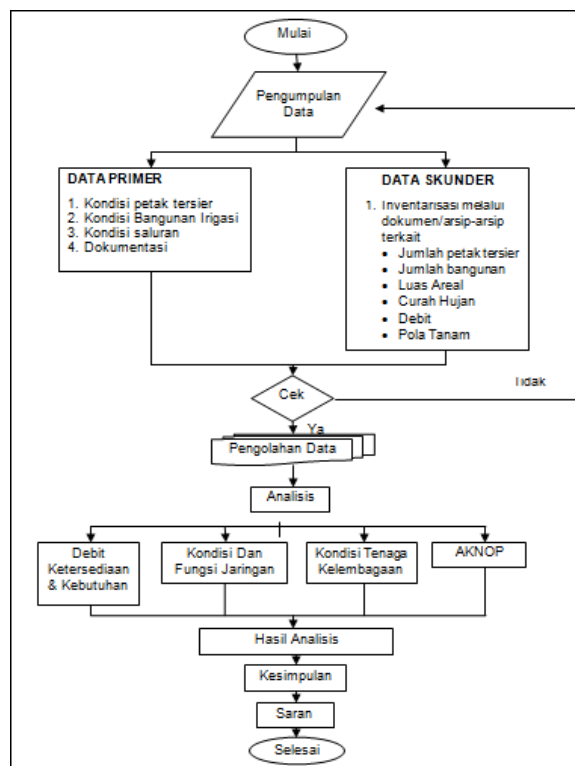 Mulai
Pengumpulan
Data
DATA PRIMER
1. Kondisi petak tersier
2. Kondisi Bangunan Irigasi
3. Kondisi saluran
4. Dokumentasi
DATA SKUNDER
1. Inventarisasi melalui
dokumen/arsip-arsip
terkait
• Jumlah petak tersier
• Jumlah bangunan
• Luas Areal
• Curah Hujan
• Debit
• Pola Tanam
Cek
Tidak
Ya
Pengolahan Data
Analisis
Debit
Ketersediaan
& Kebutuhan
Kondisi Dan
Fungsi Jaringan
Kondisi Tenaga
Kelembagaan
AKNOP
Hasil Analisis
Kesimpulan
Saran
Selesai